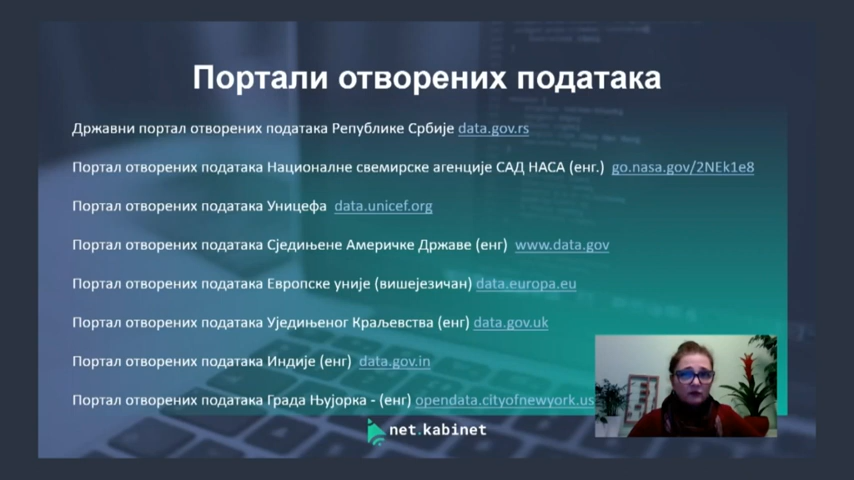 Портали отворених података
Државни портал отворених података Републике Србије data.gov.rs
Портал отворених података Националне свемирске агенције САД НАСА (енг.) go.nasa.gov/2NEk1e8
Портал отворених података Уницефа data.unicef.org
Портал отворених података Сједињене Америчке Државе (енг) www.data.gov
Портал отворених података Европске уније (вишејезичан) data.europa.eu
Портал отворених података Уједињеног Краљевства (енг) data.gov.uk
Портал отворених података Индије (енг) data.gov.in
Портал отворених података Града Њујорка - (енг) opendata.cityofnewyork.us
net.kabinet